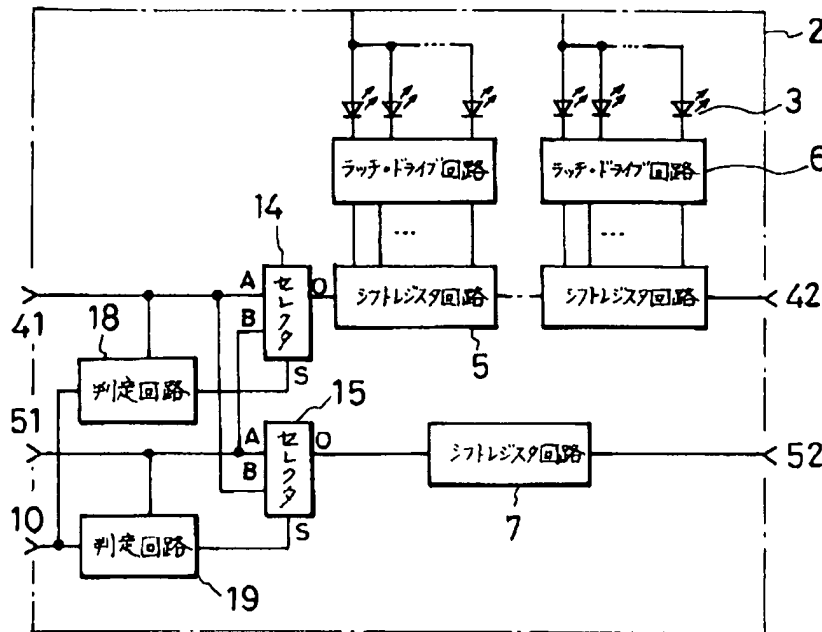 2
3
ラッチ・ドライブ回路
ラッチ・ドライブ回路
6
14
A
セレクタ
O
シフトレジスタ回路
シフトレジスタ回路
42
41
B
18
S
5
判定回路
15
51
A
セレクタ
O
シフトレジスタ回路
52
B
7
10
S
判定回路
19